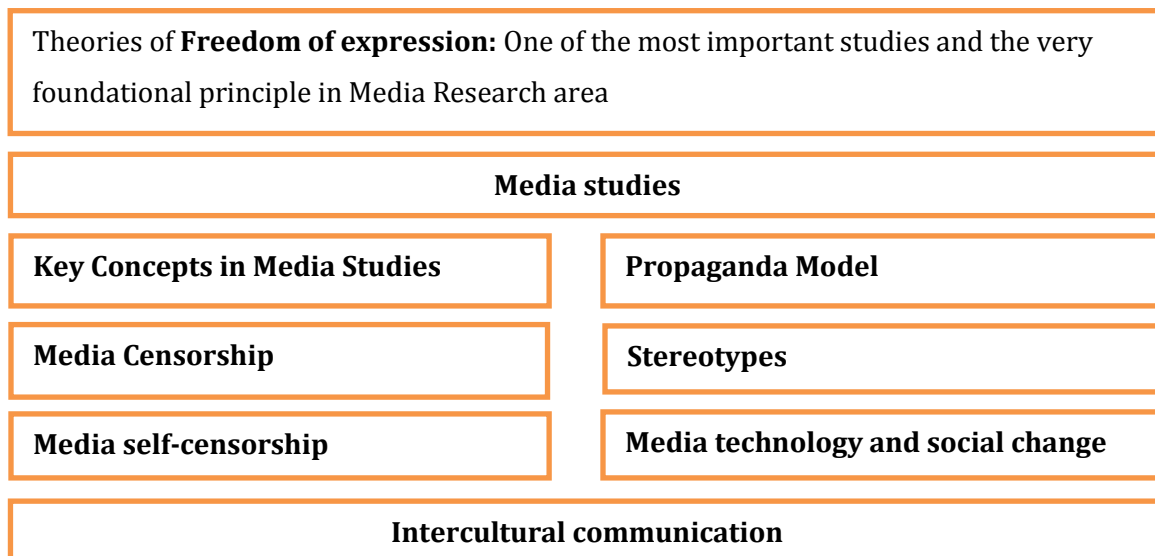 Theories of Freedom of expression: One of the most important studies and the very
foundational principle in Media Research area
Media studies
Key Concepts in Media Studies
Propaganda Model
Media Censorship
Stereotypes
Media self-censorship
Media technology and social change
Intercultural communication